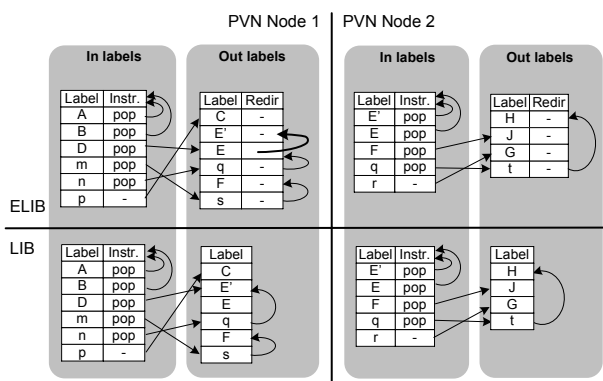 PVN Node 1 PVN Node 2
In labels Out labels In labels Out labels
Label Instr. Label Redir Label Instr. Label Redir
A pop C - E' pop H -
B pop E' - E pop J -
D pop E - F pop G -
m pop q - q pop t -
n pop F - r -
p - s -
ELIB
LIB
Label Instr. Label Label Instr. Label
A pop C E' pop H
B pop E' E pop J
D pop E F pop G
m pop q q pop t
n pop F r -
p - s